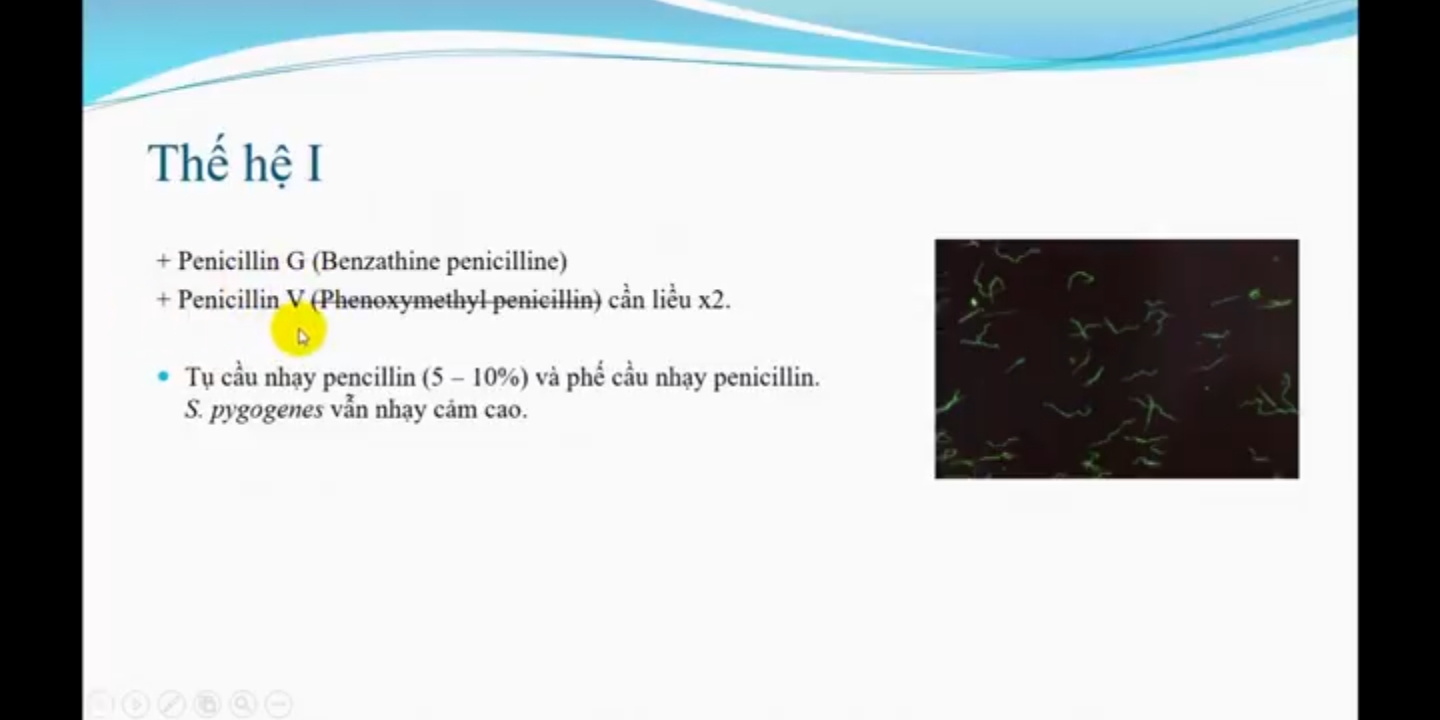 Thế hệ I
+ Penicillin G (Benzathine penicilline)
+ Penicillin V (Phenoxymethyl penicillin) cần liều x2.
• Tụ cầu nhạy pencillin (5 – 10%) và phế cầu nhạy penicillin.
S. pygogenes vẫn nhạy cảm cao.